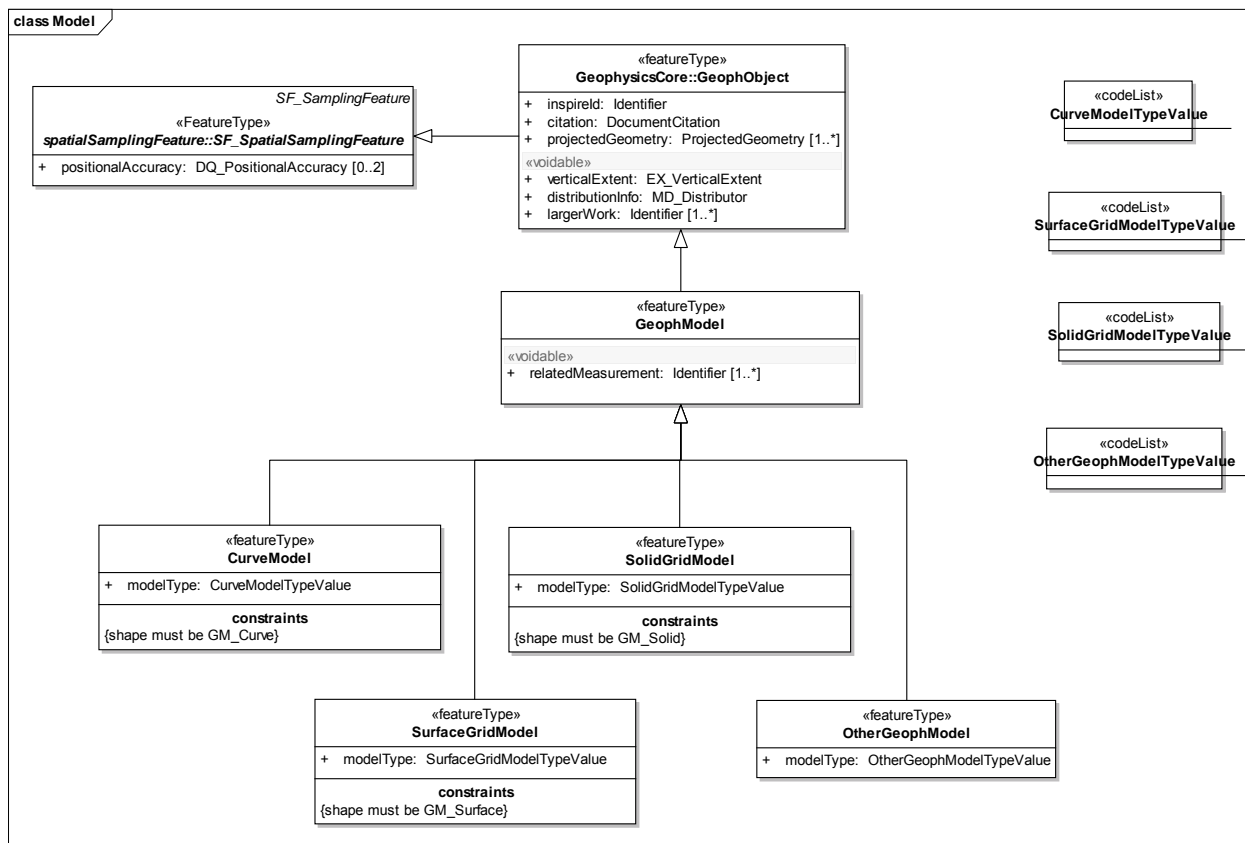 class Model
SF_SamplingFeature
«FeatureType»
spatialSamplingFeature::SF_SpatialSamplingFeature
+ positionalAccuracy: DQ_PositionalAccuracy [0..2]
«featureType»
GeophysicsCore::GeophObject
+ inspireId: Identifier
+ citation: DocumentCitation
+ projectedGeometry: ProjectedGeometry [1..*]
«voidable»
+ verticalExtent: EX_VerticalExtent
+ distributionInfo: MD_Distributor
+ largerWork: Identifier [1..*]
«codeList»
CurveModelTypeValue
«codeList»
SurfaceGridModelTypeValue
«codeList»
SolidGridModelTypeValue
«codeList»
OtherGeophModelTypeValue
«featureType»
GeophModel
«voidable»
+ relatedMeasurement: Identifier [1..*]
«featureType»
CurveModel
+ modelType: CurveModelTypeValue
constraints
{shape must be GM_Curve}
«featureType»
SolidGridModel
+ modelType: SolidGridModelTypeValue
constraints
{shape must be GM_Solid}
«featureType»
SurfaceGridModel
+ modelType: SurfaceGridModelTypeValue
constraints
{shape must be GM_Surface}
«featureType»
OtherGeophModel
+ modelType: OtherGeophModelTypeValue